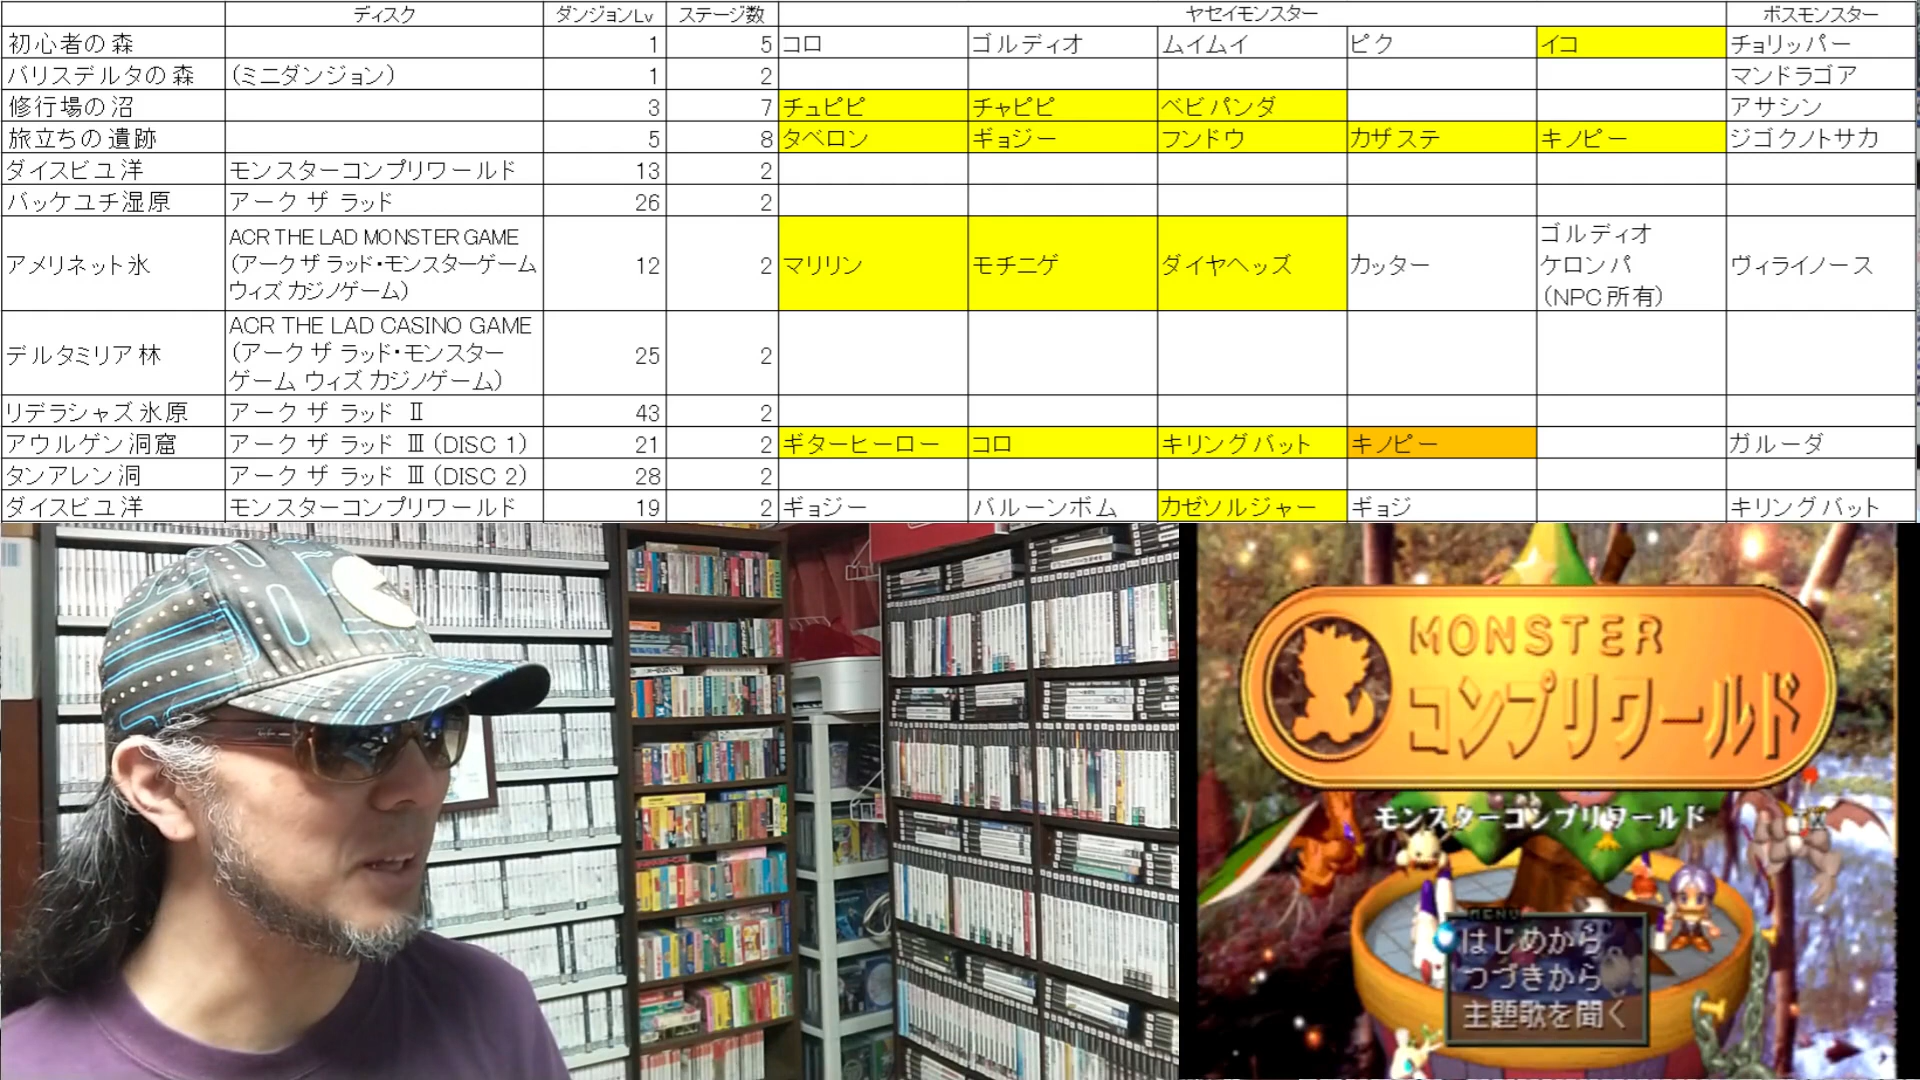 ディスク ダンジョンLv ステージ数 ヤセイモンスター ボスモンスター
初心者の森 1 5 コロ ゴルディオ ムイムイ ピク イコ チョリッパー
バリスデルタの森 (ミニダンジョン) 1 2 マンドラゴア
修行場の沼 3 7 チュピピ チャピピ ベビパンダ アサシン
旅立ちの遺跡 5 8 タベロン ギョジー フンドウ カザステ キノピー ジゴクノトサカ
ダイスビユ洋 モンスターコンプリワールド 13 2
バッケユチ湿原 アーク ザ ラッド 26 2
アメリネット氷 ACR THE LAD MONSTER GAME
(アーク ザ ラッド・モンスターゲーム
ウィズ カジノゲーム) 12 2 マリリン モチニゲ ダイヤヘッズ カッター ゴルディオ
ケロンパ
(NPC所有) ヴィライノース
デルタミリア林 ACR THE LAD CASINO GAME
(アーク ザ ラッド・モンスター
ゲーム ウィズ カジノゲーム) 25 2
リデラシャズ氷原 アーク ザ ラッド Ⅱ 43 2
アウルゲン洞窟 アーク ザ ラッド Ⅲ (DISC 1) 21 2 ギターヒーロー コロ キリングバット キノピー ガルーダ
タンアレン洞 アーク ザ ラッド Ⅲ (DISC 2) 28 2
ダイスビユ洋 モンスターコンプリワールド 19 2 ギョジー バルーンボム カゼソルジャー ギョジ キリングバット
MONSTER
コンプリワールド
モンスターコンプリワールド
MENU
はじめから
つづきから
主題歌を聞く